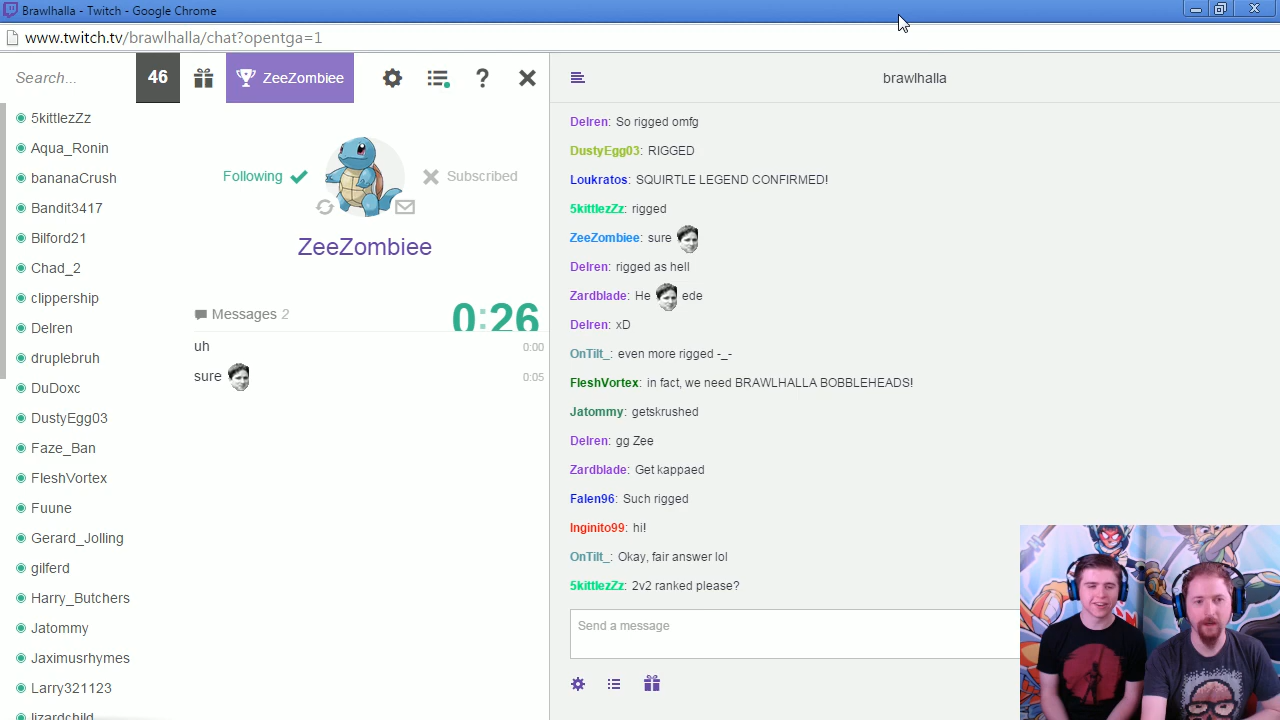 Brawlhalla - Twitch - Google Chrome
www.twitch.tv/brawlhalla/chat?opentga=1
Search...
46
ZeeZombiee
?
5kittlezZz
Aqua_Ronin
bananaCrush
Bandit3417
Bilford21
Chad_2
clippership
Delren
druplebruh
DuDoxc
DustyEgg03
Faze_Ban
FleshVortex
Fuune
Gerard_Jolling
gilferd
Harry_Butchers
Jatommy
Jaximusrhymes
Larry321123
lizardchild
Following
Subscribed
ZeeZombiee
Messages 2
0:26
uh 0:00
sure 0:05
brawlhalla
Delren: So rigged omfg
DustyEgg03: RIGGED
Loukratos: SQUIRTLE LEGEND CONFIRMED!
5kittlezZz: rigged
ZeeZombiee: sure
Delren: rigged as hell
Zardblade: He ede
Delren: xD
OnTilt_: even more rigged -_-
FleshVortex: in fact, we need BRAWLHALLA BOBBLEHEADS!
Jatommy: getskrushed
Delren: gg Zee
Zardblade: Get kappaed
Falen96: Such rigged
Inginito99: hi!
OnTilt_: Okay, fair answer lol
5kittlezZz: 2v2 ranked please?
Send a message